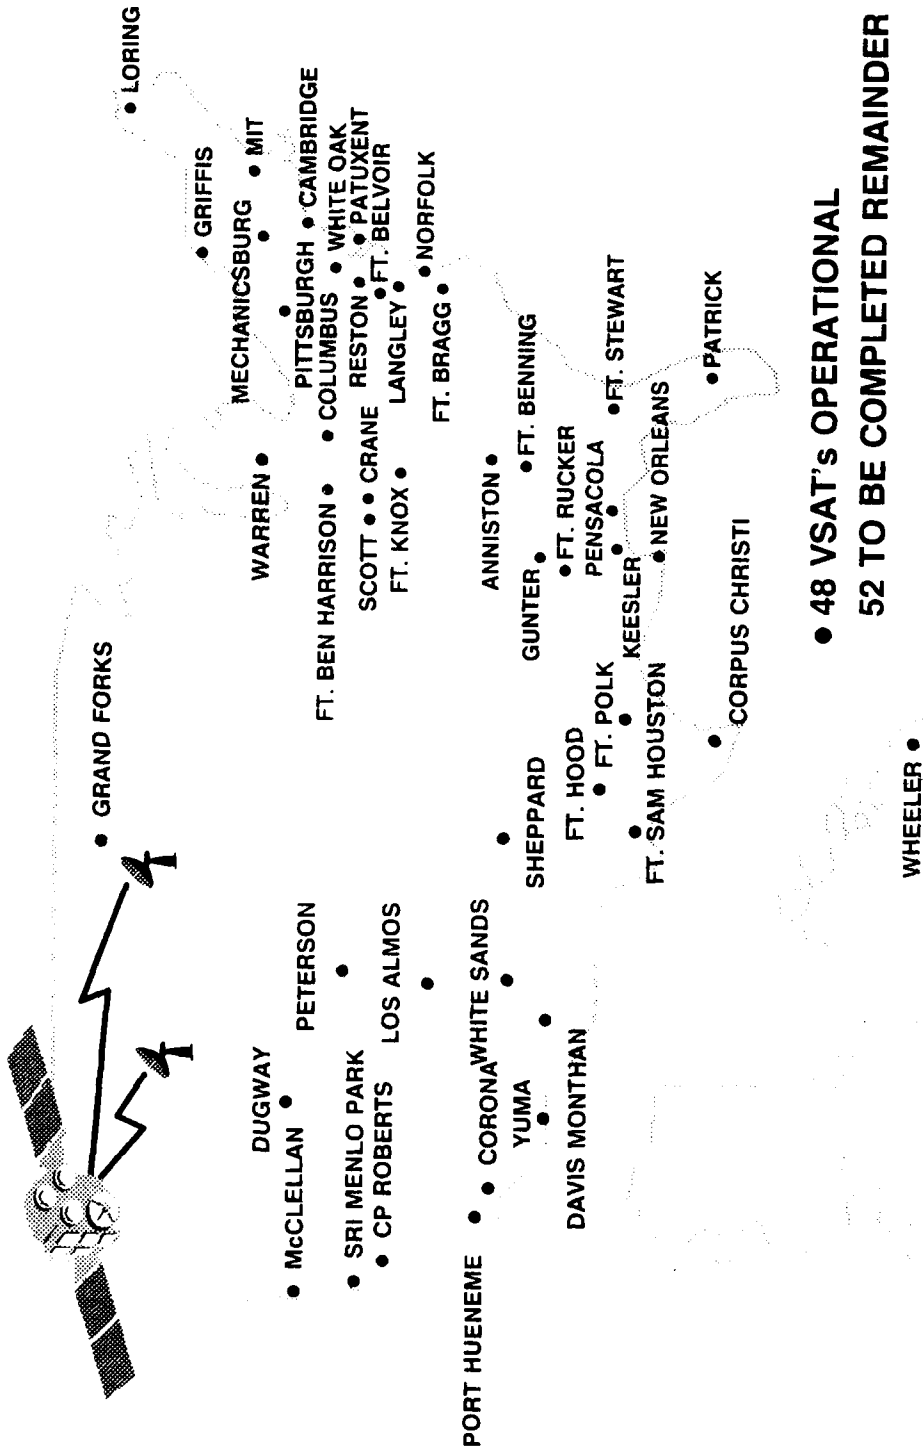 LORING
GRAND FORKS
GRIFFIS
MECHANICSBURG
MIT
WARREN
DUGWAY
PITTSBURGH
CAMBRIDGE
McCLELLAN
PETERSON
FT. BEN HARRISON
COLUMBUS
WHITE OAK
SRI MENLO PARK
SCOTT
CRANE
RESTON
PATUXENT
CP ROBERTS
FT. BELVOIR
LOS ALMOS
FT. KNOX
LANGLEY
NORFOLK
FT. BRAGG
PORT HUENEME
CORONA
WHITE SANDS
ANNISTON
YUMA
SHEPPARD
GUNTER
FT. BENNING
DAVIS MONTHAN
FT. HOOD
FT. RUCKER
FT. POLK
PENSACOLA
FT. STEWART
KEESLER
FT. SAM HOUSTON
NEW ORLEANS
PATRICK
CORPUS CHRISTI
WHEELER
• 48 VSAT's OPERATIONAL
52 TO BE COMPLETED REMAINDER